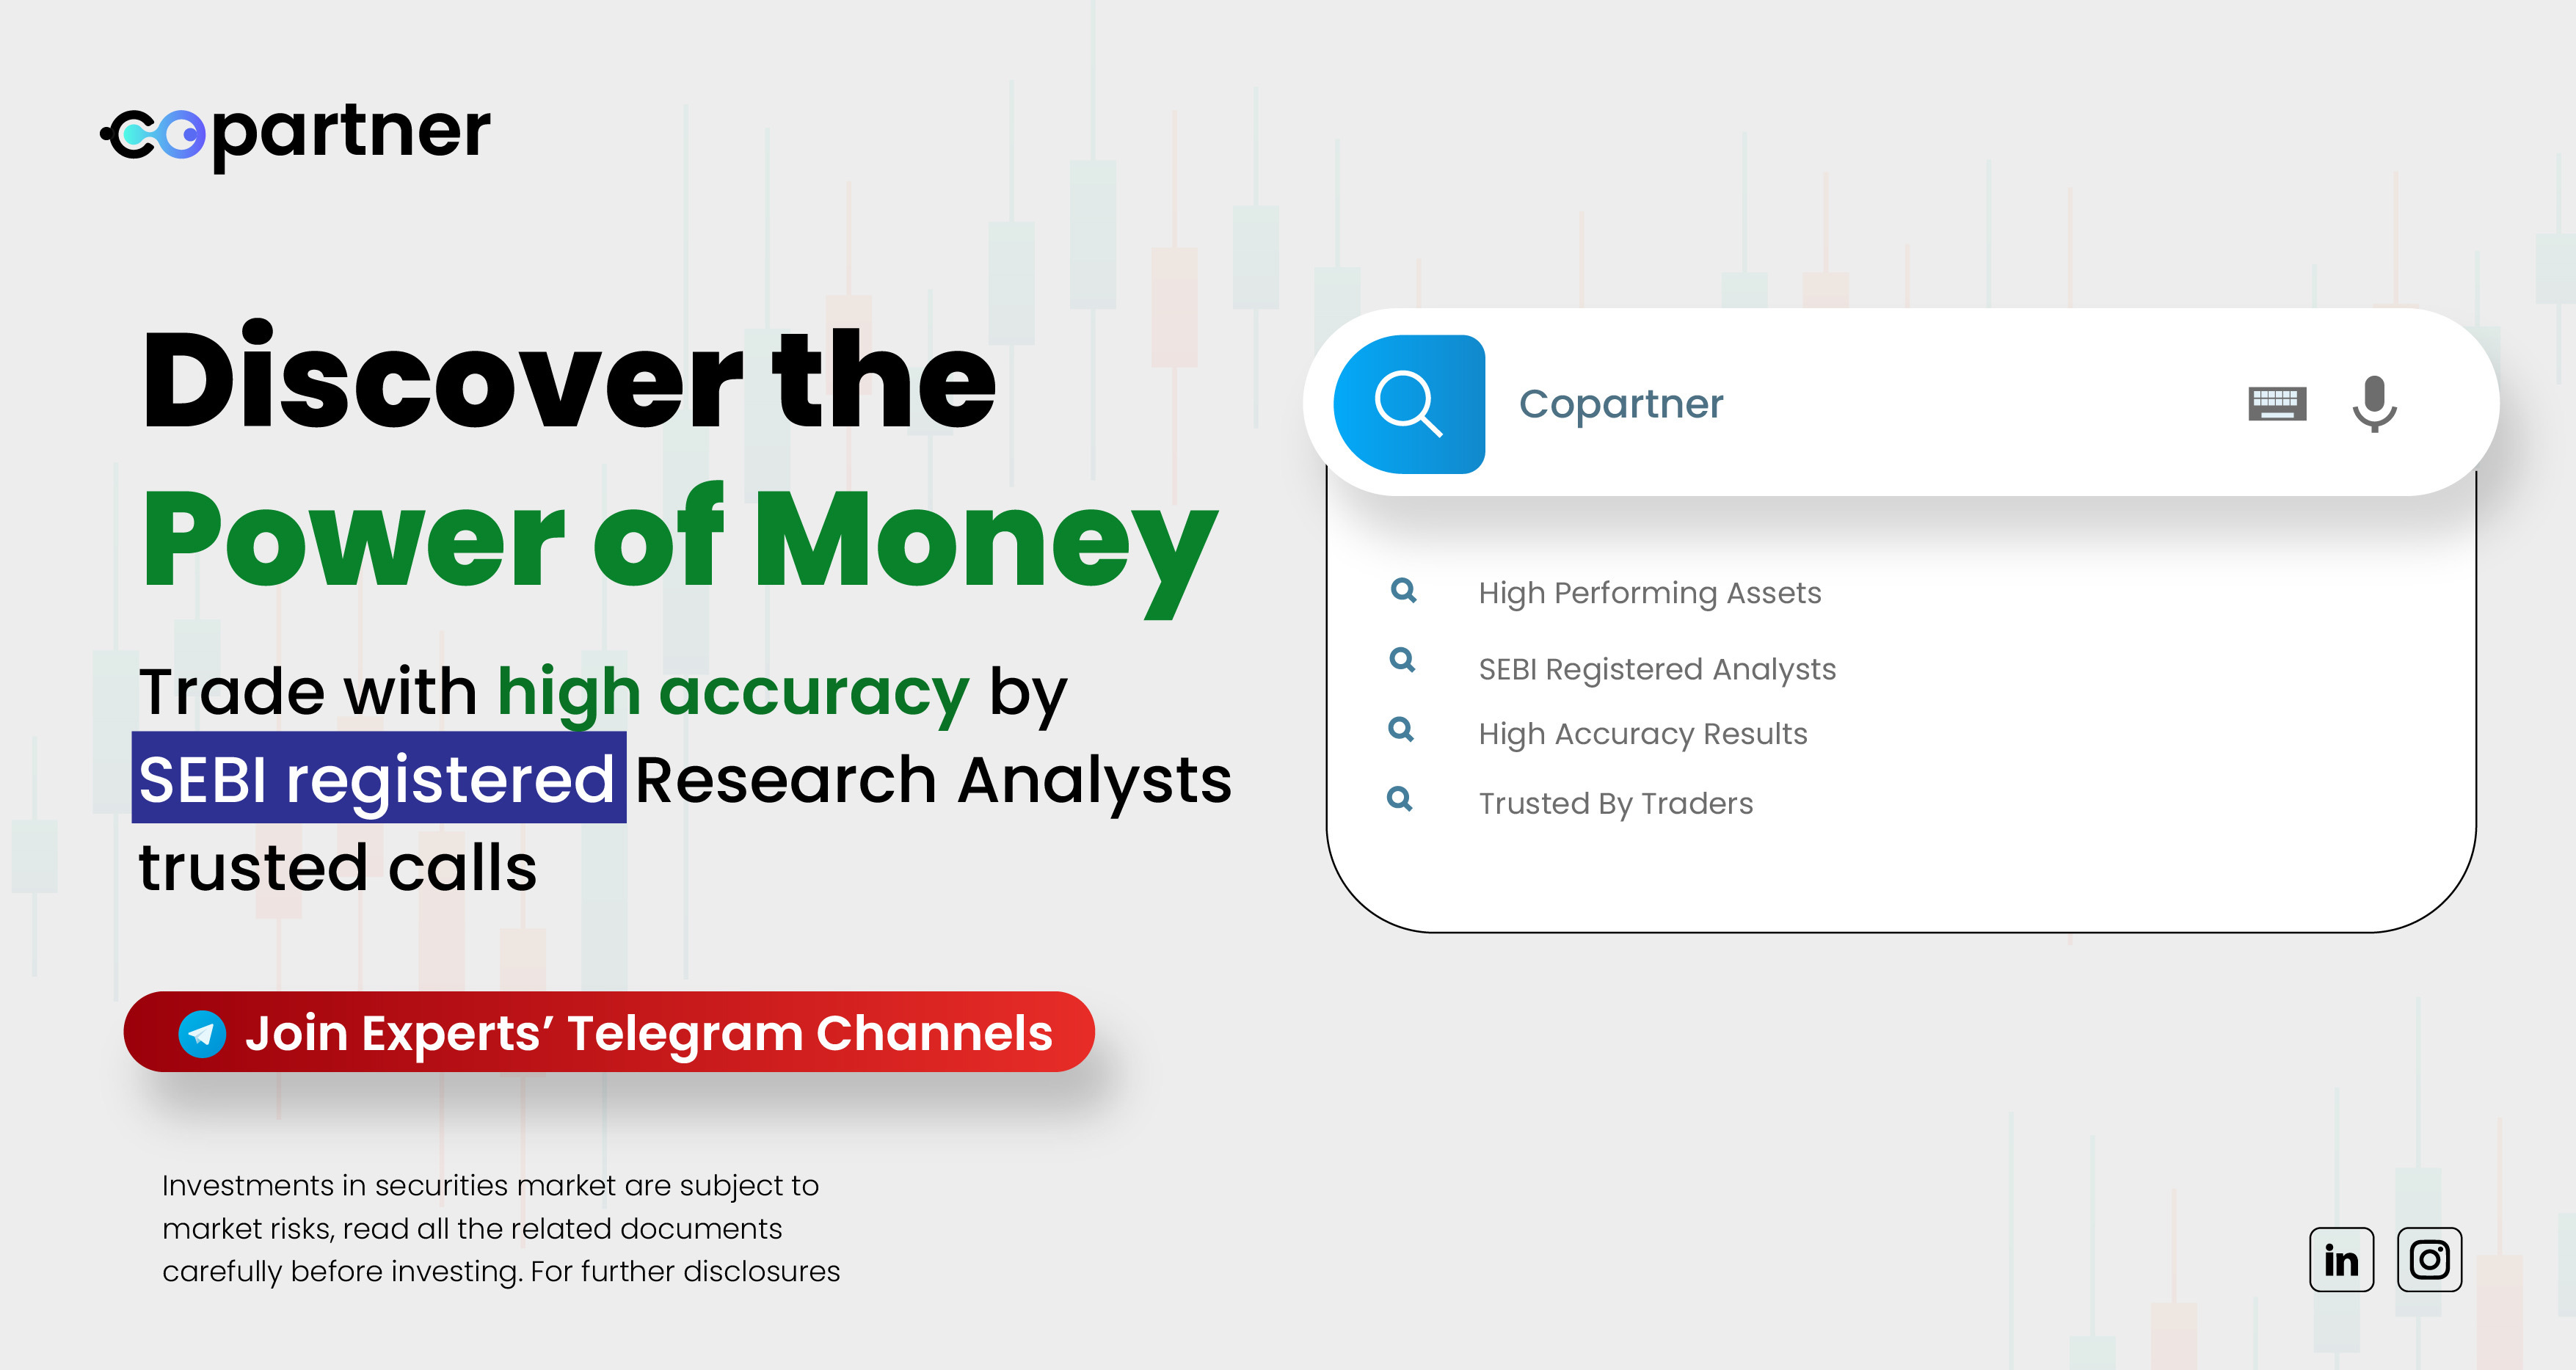 copartner
Discover the
Power of Money
Trade with high accuracy by
SEBI registered Research Analysts
trusted calls
Join Experts’ Telegram Channels
Investments in securities market are subject to
market risks, read all the related documents
carefully before investing. For further disclosures
Copartner
High Performing Assets
SEBI Registered Analysts
High Accuracy Results
Trusted By Traders
in